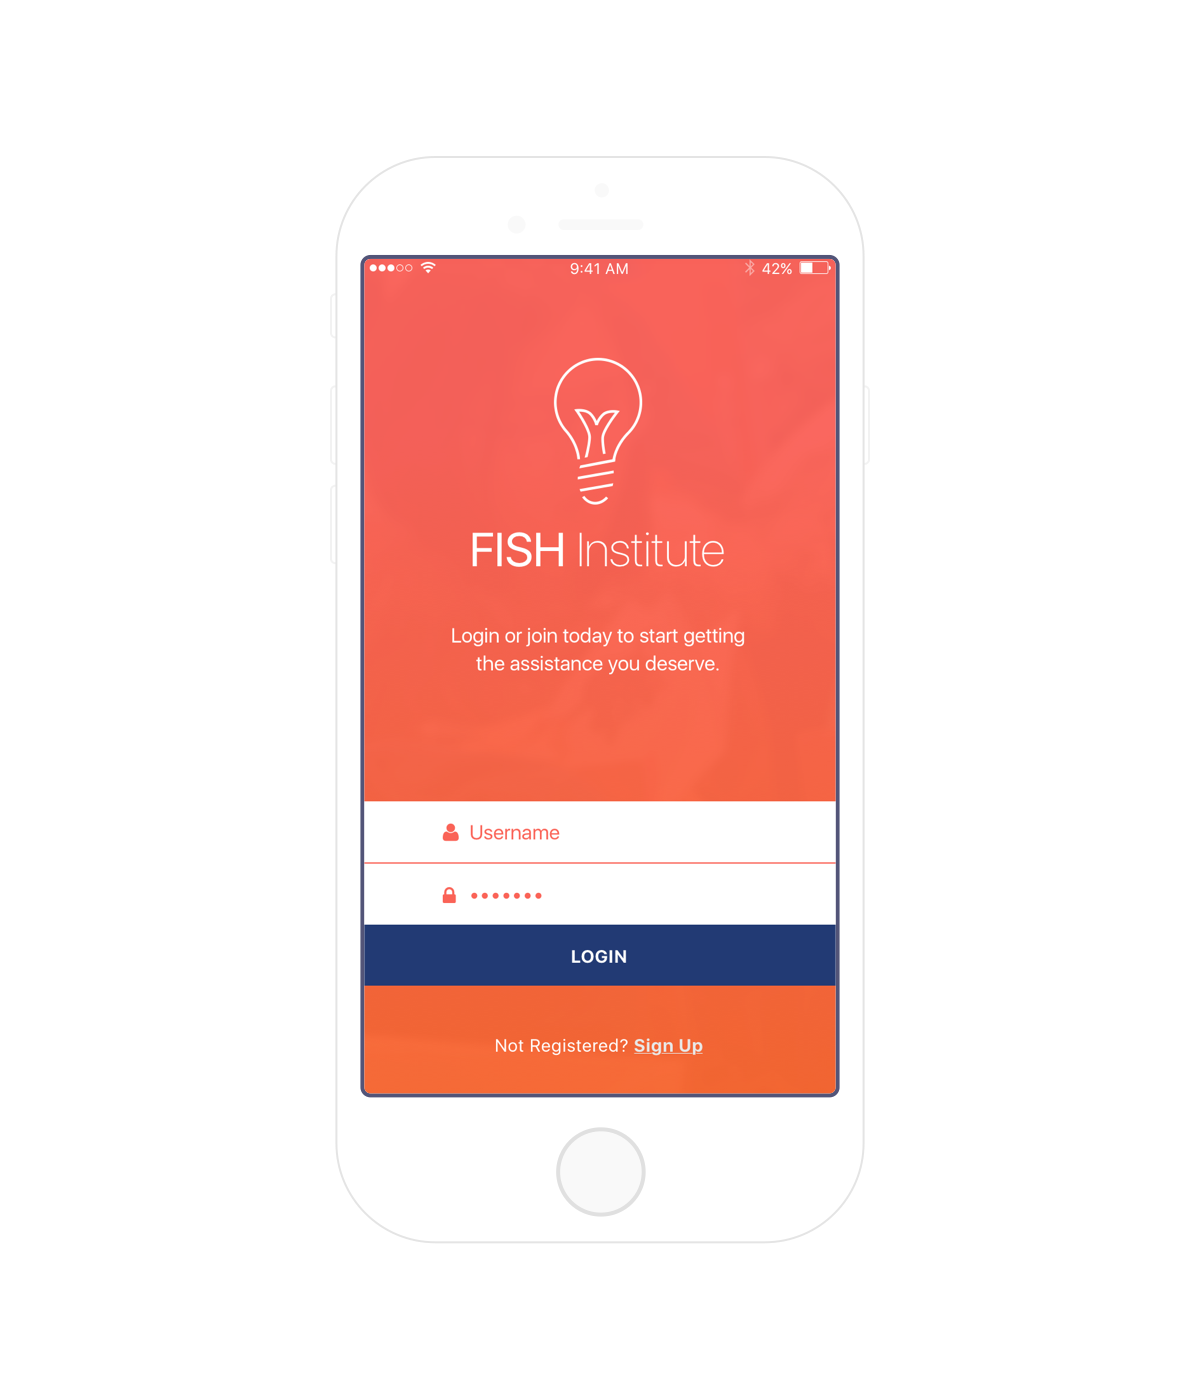 9:41 AM 42%
FISH Institute
Login or join today to start getting
the assistance you deserve.
Username
•••••••
LOGIN
Not Registered? Sign Up